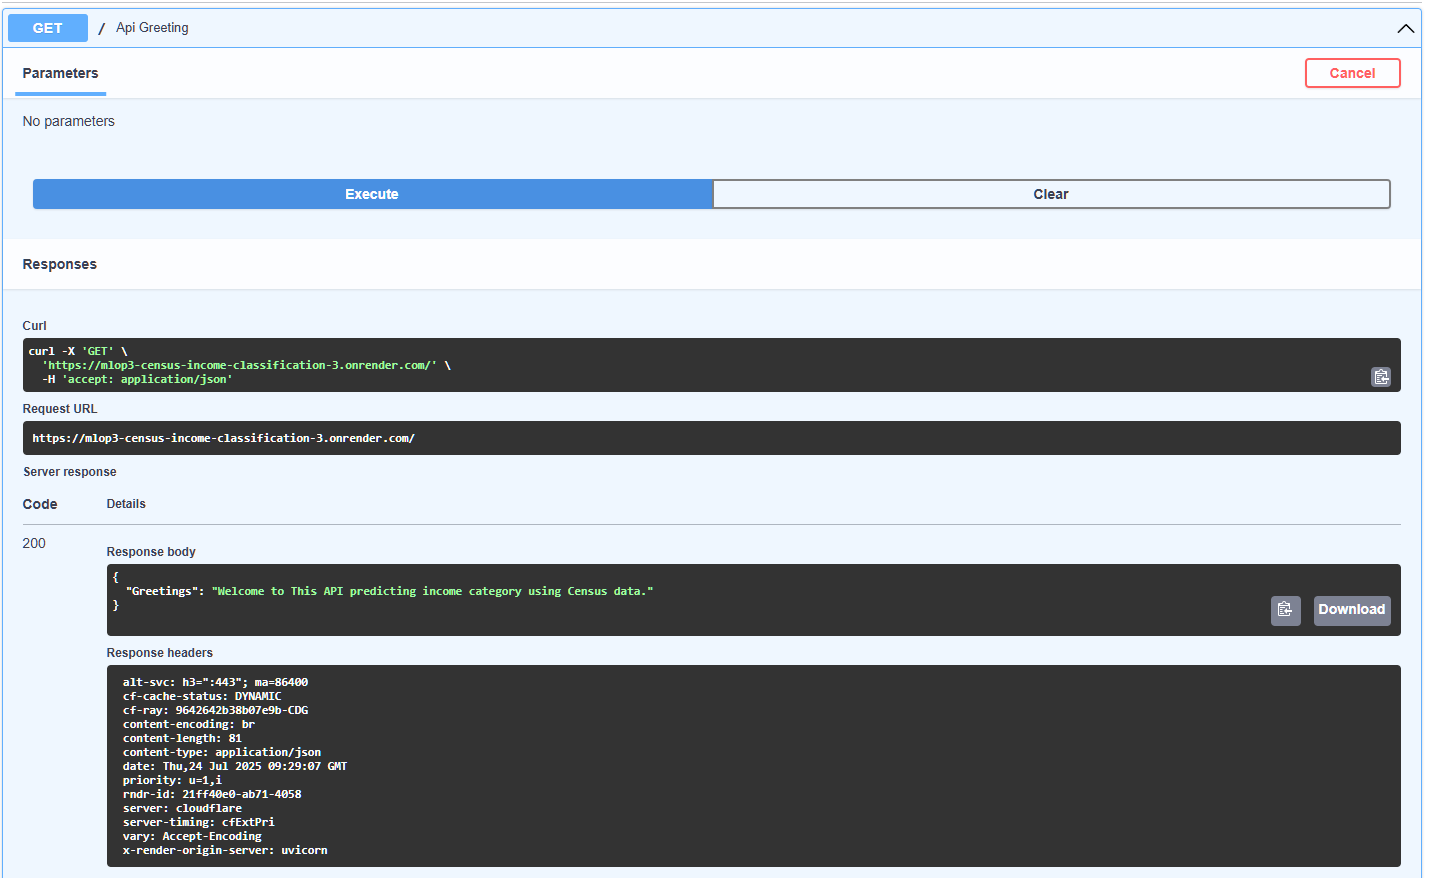 GET / Api Greeting
Parameters
Cancel
No parameters
Execute
Clear
Responses
Curl
curl -X 'GET' \
'https://mlop3-census-income-classification-3.onrender.com/' \
-H 'accept: application/json'
Request URL
https://mlop3-census-income-classification-3.onrender.com/
Server response
Code Details
200
Response body
{
"Greetings": "Welcome to This API predicting income category using Census data."
}
Download
Response headers
alt-svc: h3=":443"; ma=86400
cf-cache-status: DYNAMIC
cf-ray: 9642642b38b07e9b-CDG
content-encoding: br
content-length: 81
content-type: application/json
date: Thu,24 Jul 2025 09:29:07 GMT
priority: u=1,i
rndr-id: 21ff40e0-ab71-4058
server: cloudflare
server-timing: cfExtPri
vary: Accept-Encoding
x-render-origin-server: uvicorn